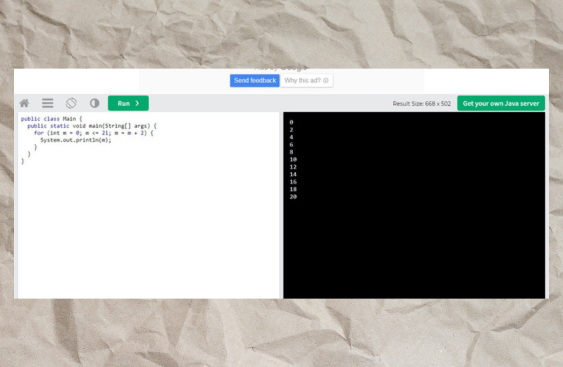 Send feedback Why this ad?
Run
Result Size: 668 x 502 Get your own Java server
public class Main {
public static void main(String[] args) {
for (int m = 0; m <= 21; m = m + 2) {
System.out.println(m);
}
}
}
0
2
4
6
8
10
12
14
16
18
20